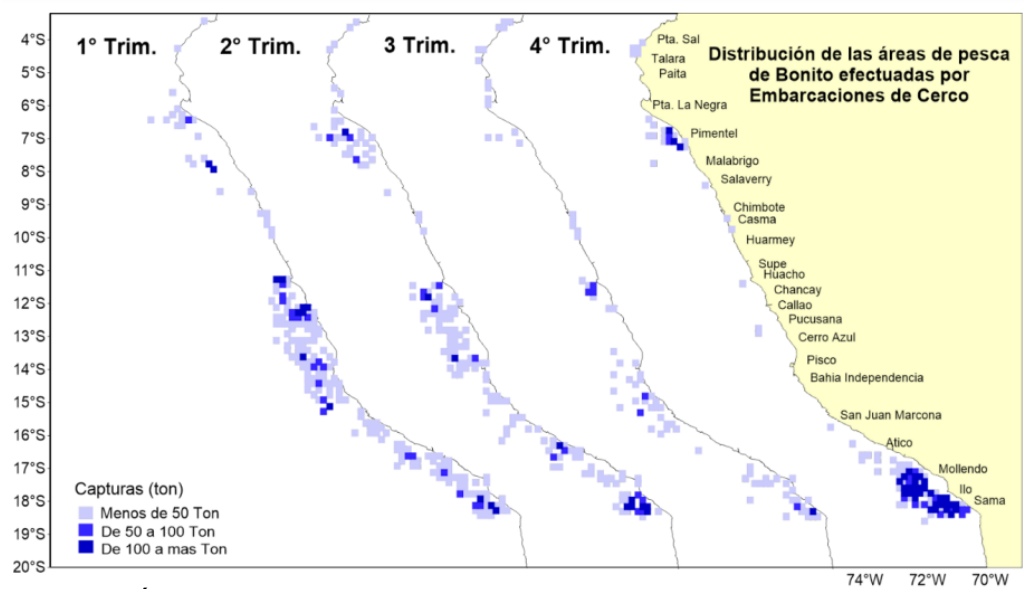 1° Trim.
2° Trim.
3 Trim.
4° Trim.
Distribución de las áreas de pesca
de Bonito efectuadas por
Embarcaciones de Cerco
4°S
5°S
6°S
7°S
8°S
9°S
10°S
11°S
12°S
13°S
14°S
15°S
16°S
17°S
18°S
19°S
20°S
Pta. Sal
Talara
Paita
Pta. La Negra
Pimentel
Malabrigo
Salaverry
Chimbote
Casma
Huarmey
Supe
Huacho
Chancay
Callao
Pucusana
Cerro Azul
Pisco
Bahia Independencia
San Juan Marcona
Atico
Mollendo
Ilo
Sama
Capturas (ton)
Menos de 50 Ton
De 50 a 100 Ton
De 100 a mas Ton
74°W
72°W
70°W